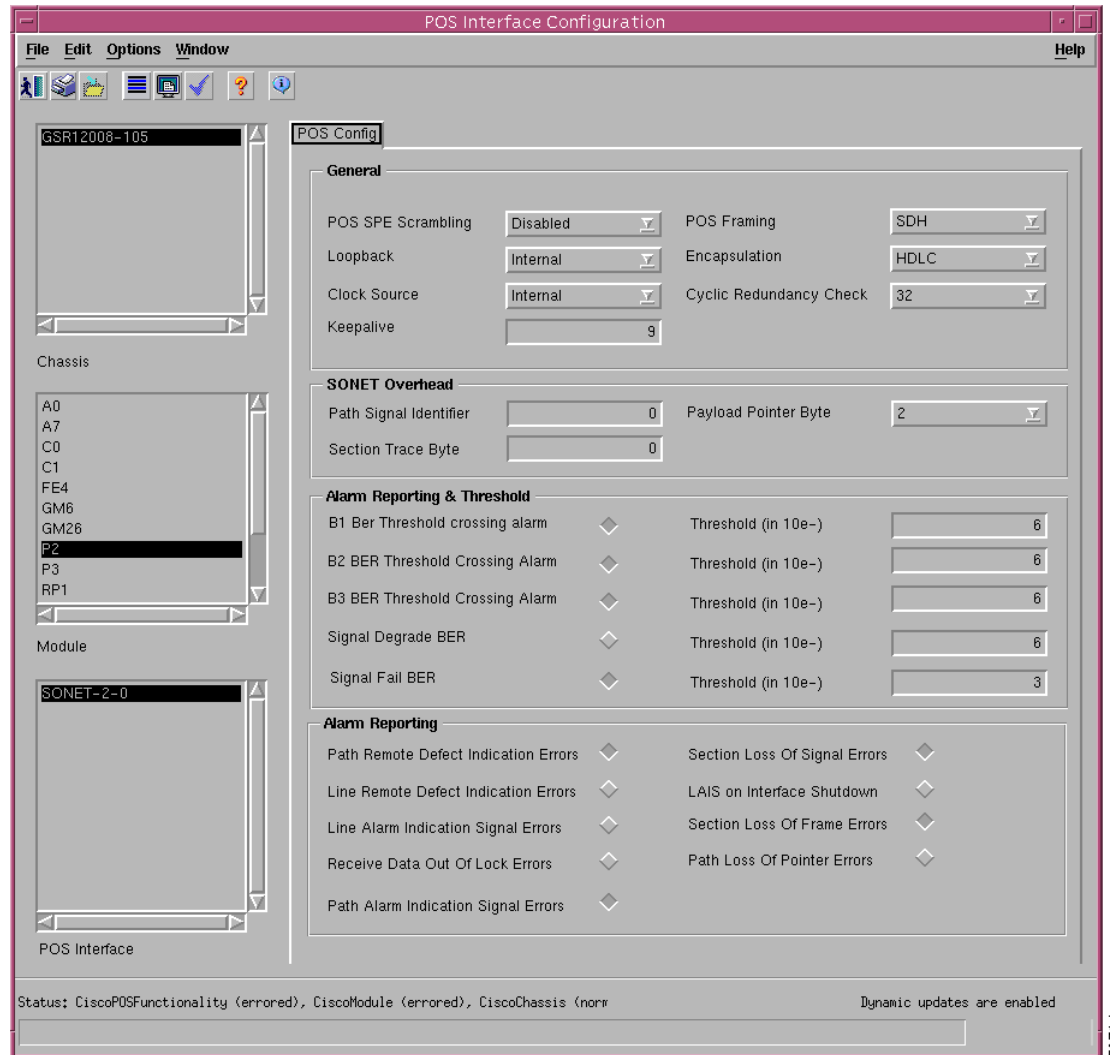 POS Interface Configuration
File Edit Options Window Help
GSR12008-105
Chassis
A0
A7
C0
C1
FE4
GM6
GM26
P2
P3
RP1
Module
SONET-2-0
POS Interface
POS Config
General
POS SPE Scrambling Disabled POS Framing SDH
Loopback Internal Encapsulation HDLC
Clock Source Internal Cyclic Redundancy Check 32
Keepalive 9
SONET Overhead
Path Signal Identifier 0 Payload Pointer Byte 2
Section Trace Byte 0
Alarm Reporting & Threshold
B1 Ber Threshold crossing alarm Threshold (in 10e-) 6
B2 BER Threshold Crossing Alarm Threshold (in 10e-) 6
B3 BER Threshold Crossing Alarm Threshold (in 10e-) 6
Signal Degrade BER Threshold (in 10e-) 6
Signal Fail BER Threshold (in 10e-) 3
Alarm Reporting
Path Remote Defect Indication Errors Section Loss Of Signal Errors
Line Remote Defect Indication Errors LAIS on Interface Shutdown
Line Alarm Indication Signal Errors Section Loss Of Frame Errors
Receive Data Out Of Lock Errors Path Loss Of Pointer Errors
Path Alarm Indication Signal Errors
Status: CiscoPOSFunctionality (errored), CiscoModule (errored), CiscoChassis (norm Dynamic updates are enabled